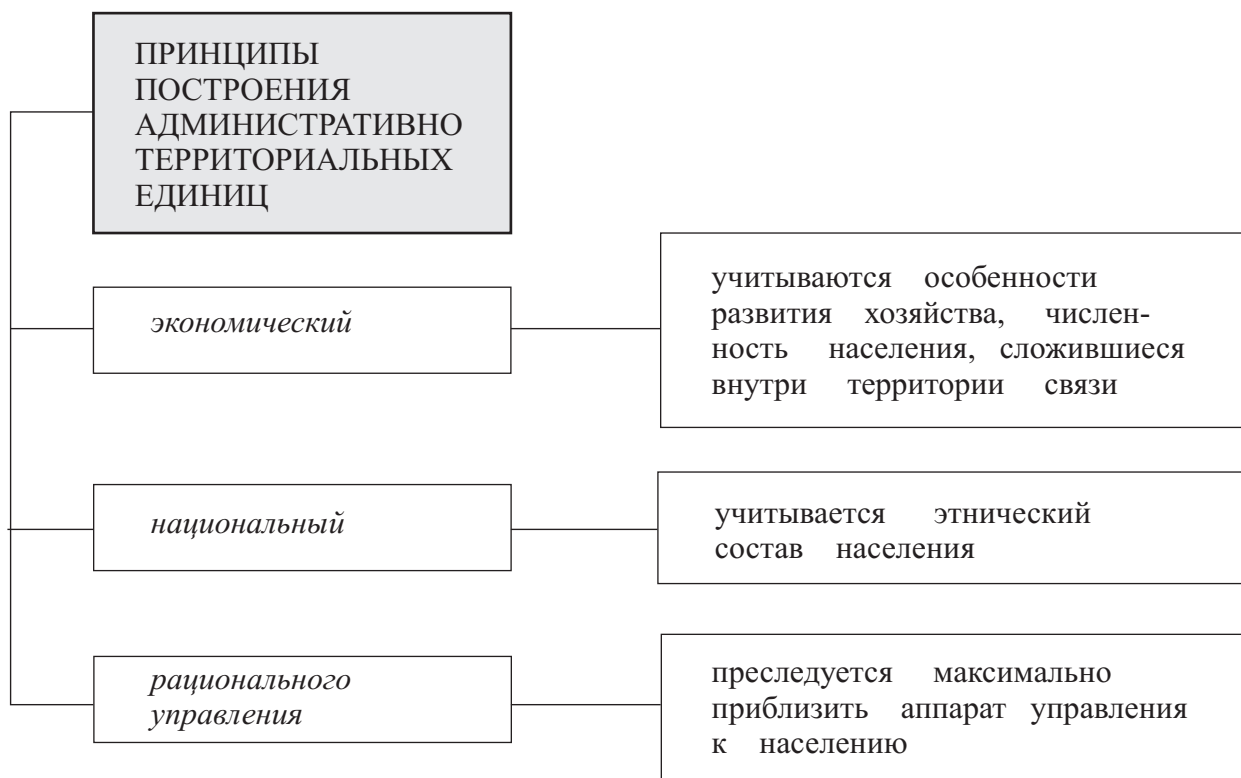 ПРИНЦИПЫ
ПОСТРОЕНИЯ
АДМИНИСТРАТИВНО
ТЕРРИТОРИАЛЬНЫХ
ЕДИНИЦ
экономический
учитываются особенности
развития хозяйства, числен-
ность населения, сложившиеся
внутри территории связи
национальный
учитывается этнический
состав населения
рационального
управления
преследуется максимально
приблизить аппарат управления
к населению